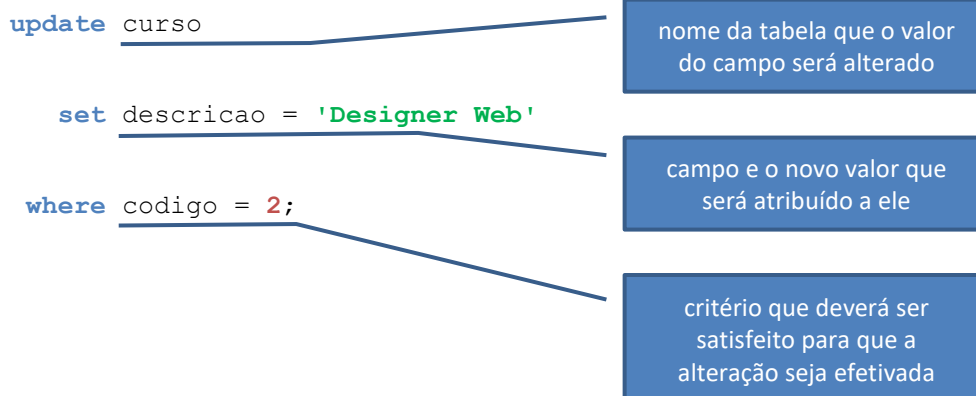 update curso
nome da tabela que o valor
do campo será alterado
set descricao = 'Designer Web'
campo e o novo valor que
será atribuído a ele
where codigo = 2;
critério que deverá ser
satisfeito para que a
alteração seja efetivada